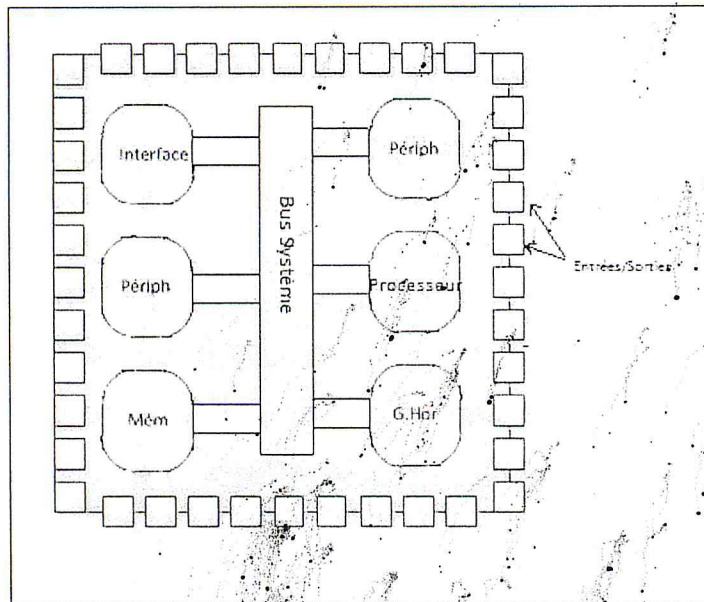 Interface
Périph
Bus Système
Périph
Processeur
Entrées/Sorties
Mém
G.Hor